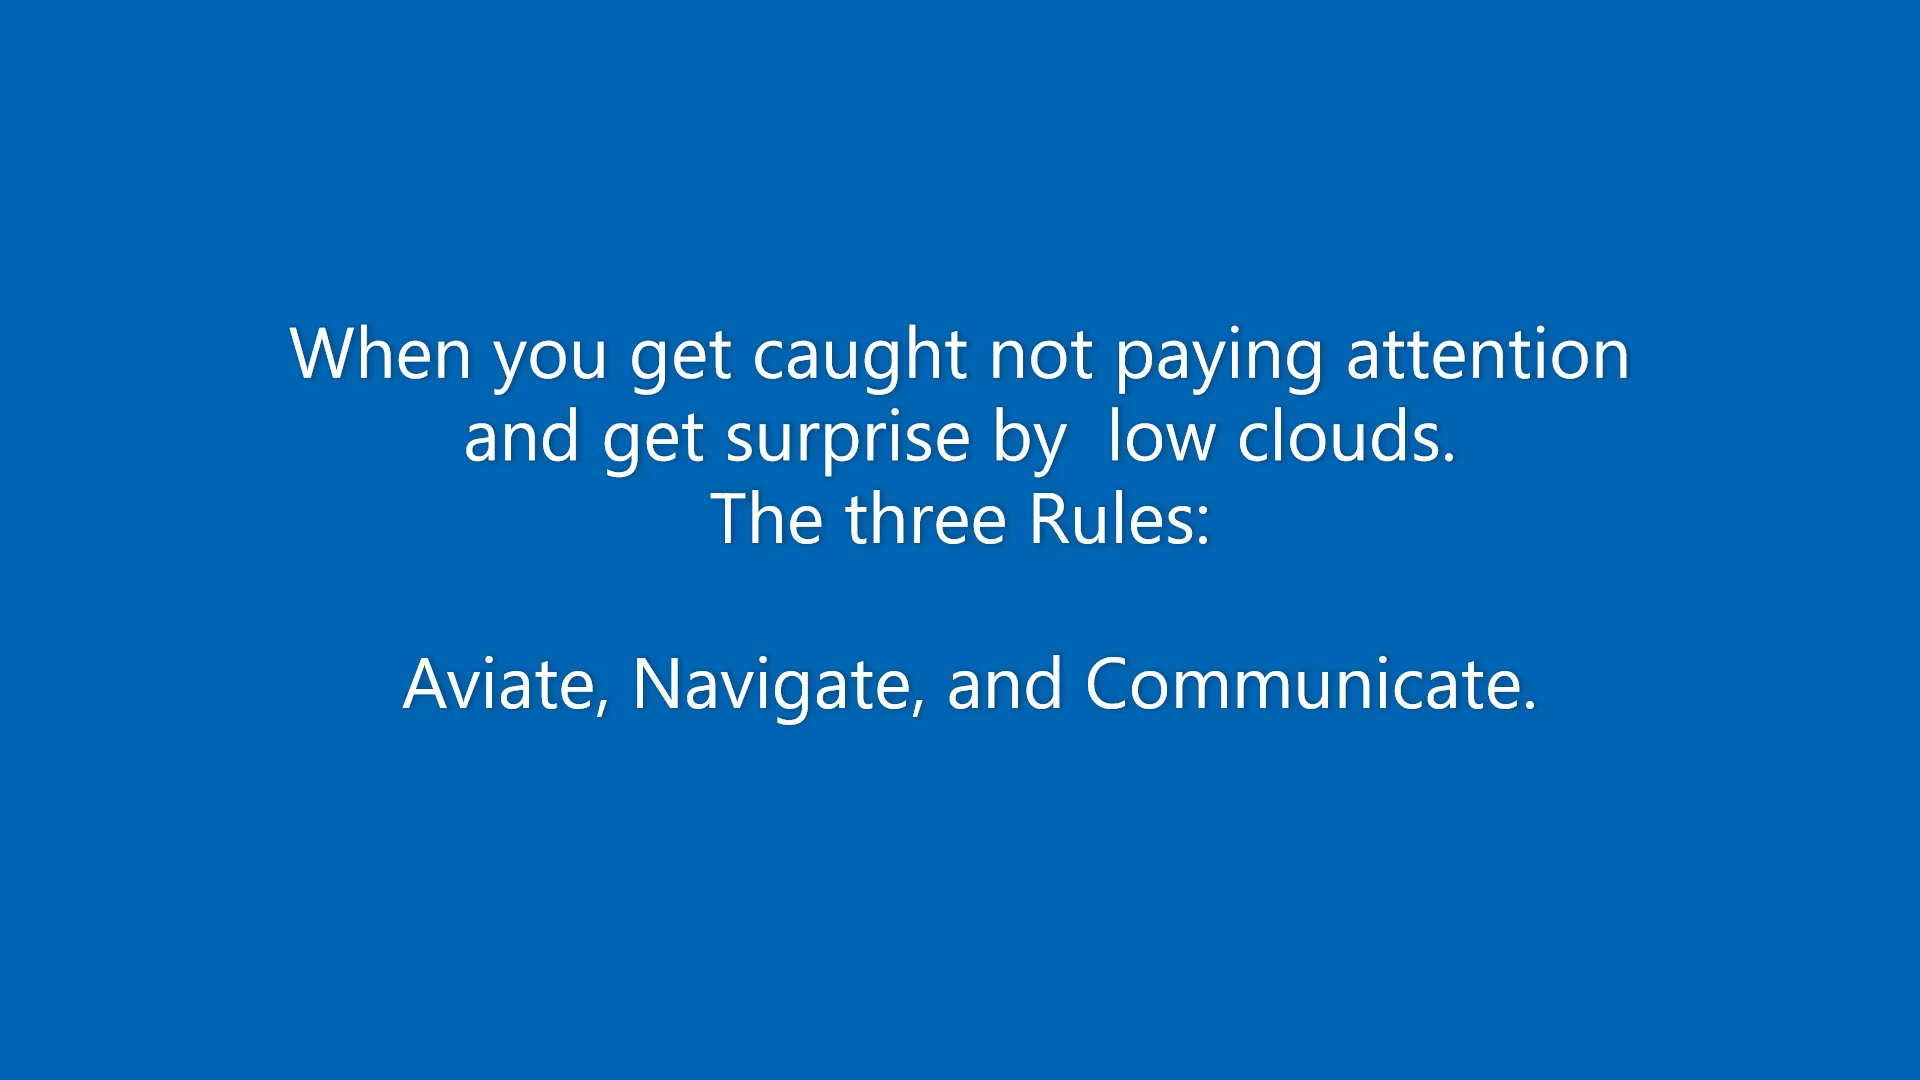 When you get caught not paying attention
and get surprise by  low clouds.
The three Rules:
Aviate, Navigate, and Communicate.